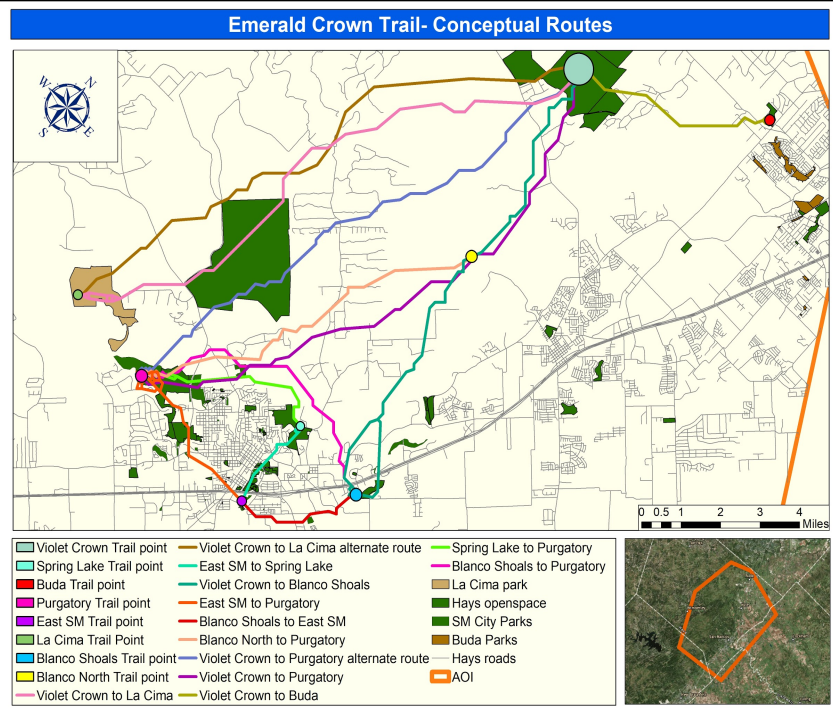 Emerald Crown Trail- Conceptual Routes
W N
S E
0 0.5 1 2 3 4
Miles
Violet Crown Trail point
Spring Lake Trail point
Buda Trail point
Purgatory Trail point
East SM Trail point
La Cima Trail Point
Blanco Shoals Trail point
Blanco North Trail point
Violet Crown to La Cima
Violet Crown to La Cima alternate route
East SM to Spring Lake
Violet Crown to Blanco Shoals
East SM to Purgatory
Blanco Shoals to East SM
Blanco North to Purgatory
Violet Crown to Purgatory alternate route
Violet Crown to Purgatory
Violet Crown to Buda
Spring Lake to Purgatory
Blanco Shoals to Purgatory
La Cima park
Hays openspace
SM City Parks
Buda Parks
Hays roads
AOI